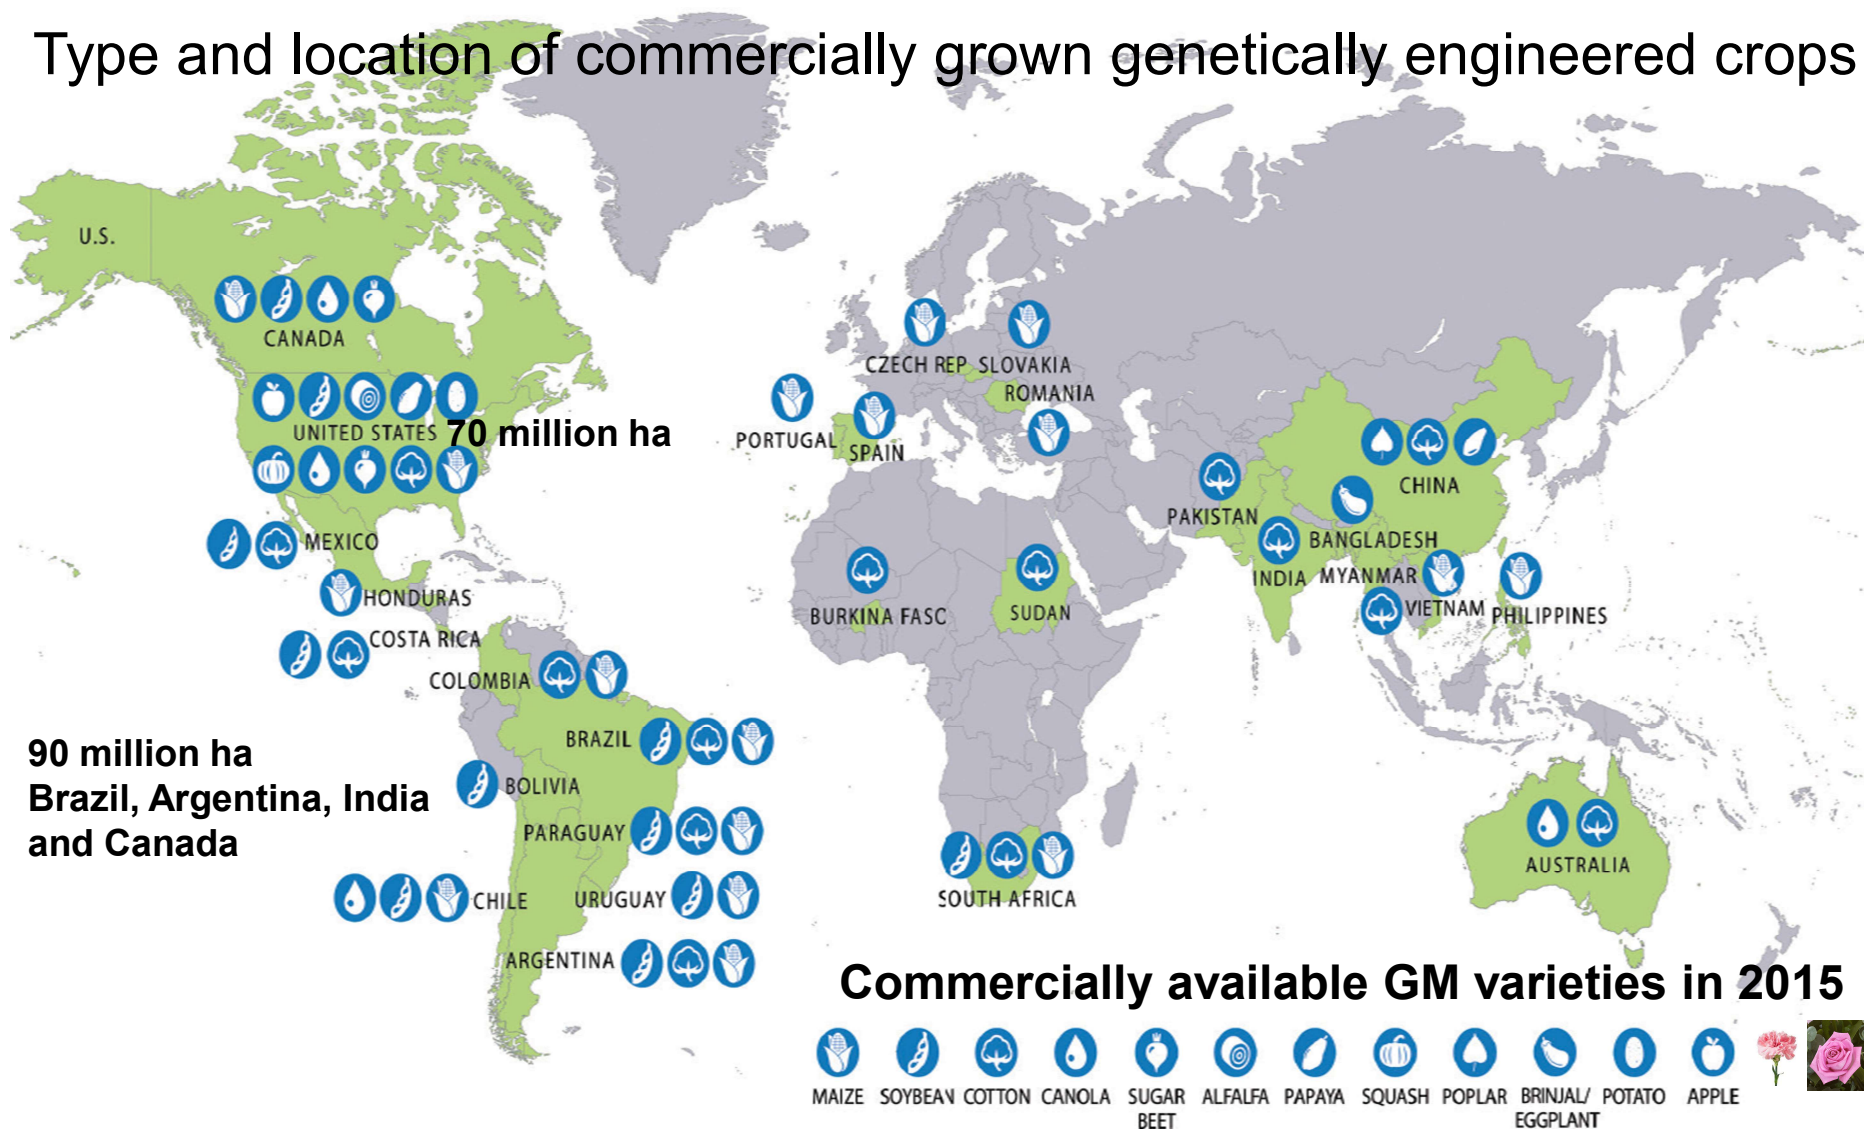 Type and location of commercially grown genetically engineered crops
U.S.
CANADA
UNITED STATES 70 million ha
MEXICO
HONDURAS
COSTA RICA
COLOMBIA
BRAZIL
90 million ha
Brazil, Argentina, India
and Canada
BOLIVIA
PARAGUAY
CHILE
URUGUAY
ARGENTINA
CZECH REP
SLOVAKIA
ROMANIA
PORTUGAL
SPAIN
BURKINA FASC
SUDAN
SOUTH AFRICA
PAKISTAN
CHINA
BANGLADESH
INDIA
MYANMAR
VIETNAM
PHILIPPINES
AUSTRALIA
Commercially available GM varieties in 2015
MAIZE
SOYBEAN
COTTON
CANOLA
SUGAR
BEET
ALFALFA
PAPAYA
SQUASH
POPLAR
BRINJAL/
EGGPLANT
POTATO
APPLE